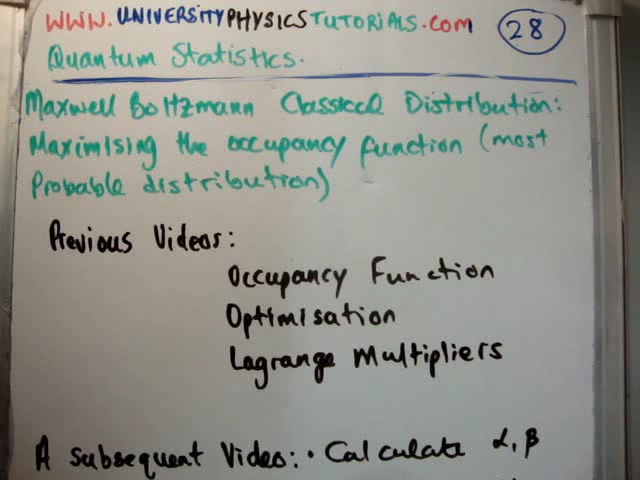 WWW.UNIVERSITYPHYSICSTUTORIALS.COM 28
Quantum Statistics.
Maxwell Boltzmann Classical Distribution:
Maximising the occupancy function (most
Probable distribution)
Previous Videos:
Occupancy Function
Optimisation
Lagrange Multipliers
A subsequent Video: • Calculate α, β